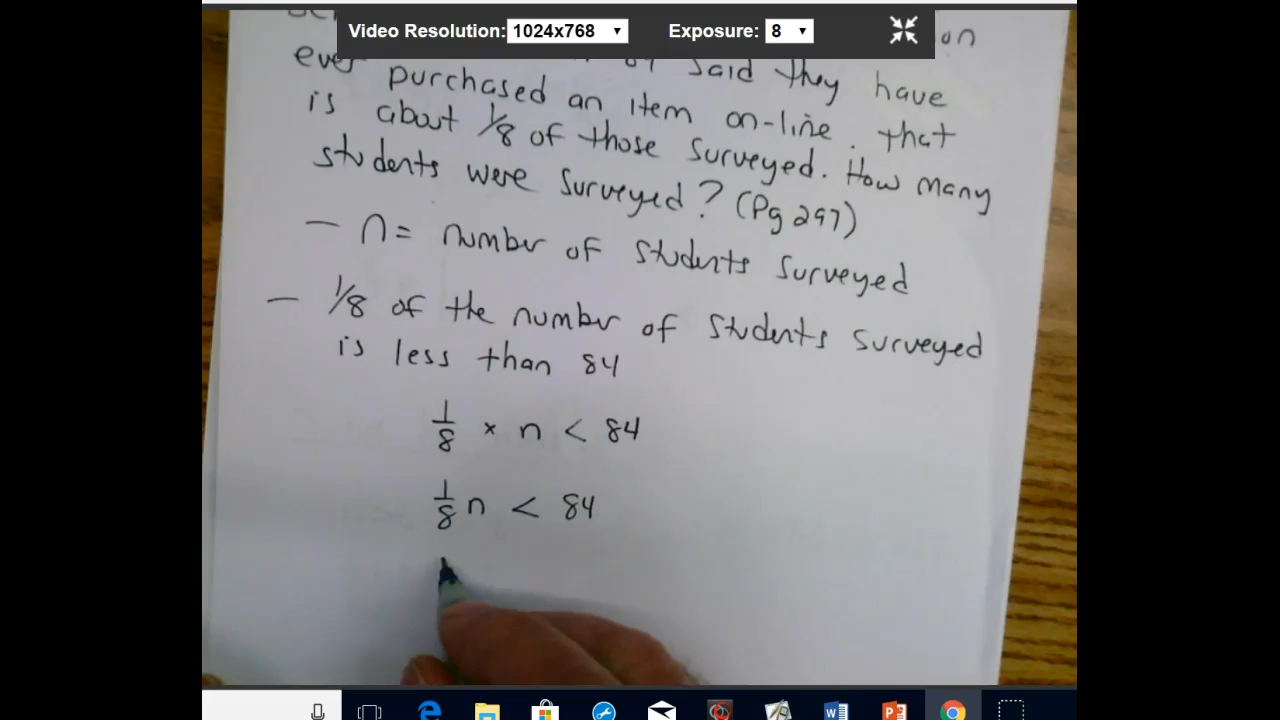 Video Resolution: 1024x768 Exposure: 8
on
ever said they have
purchased an item on-line. that
is about 1/8 of those surveyed. How many
students were surveyed? (Pg 297)
— n = number of students surveyed
— 1/8 of the number of students surveyed
is less than 84
1/8 × n < 84
1/8 n < 84